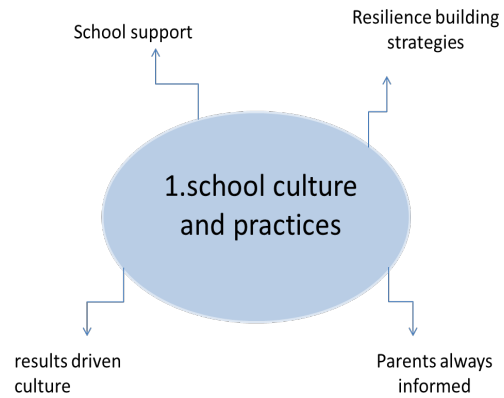 School support
Resilience building
strategies
1.school culture
and practices
results driven
culture
Parents always
informed